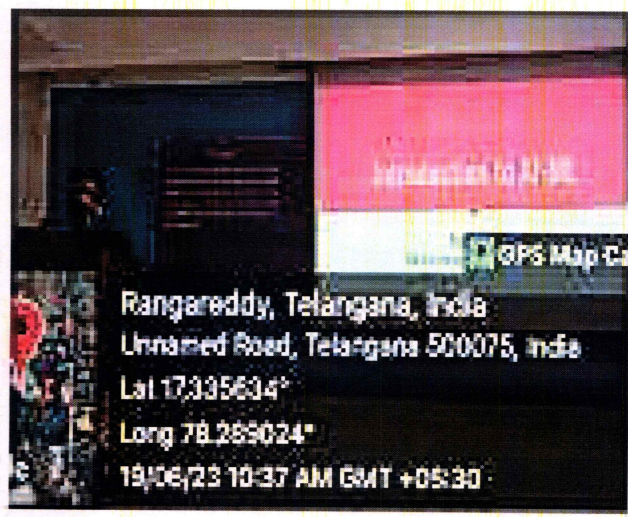 Introduction to AI-ML
GPS Map Ca
Rangareddy, Telangana, India
Unnamed Road, Telangana 500075, India
Lat 17.335634°
Long 78.289024°
19/06/23 10:37 AM GMT +05:30